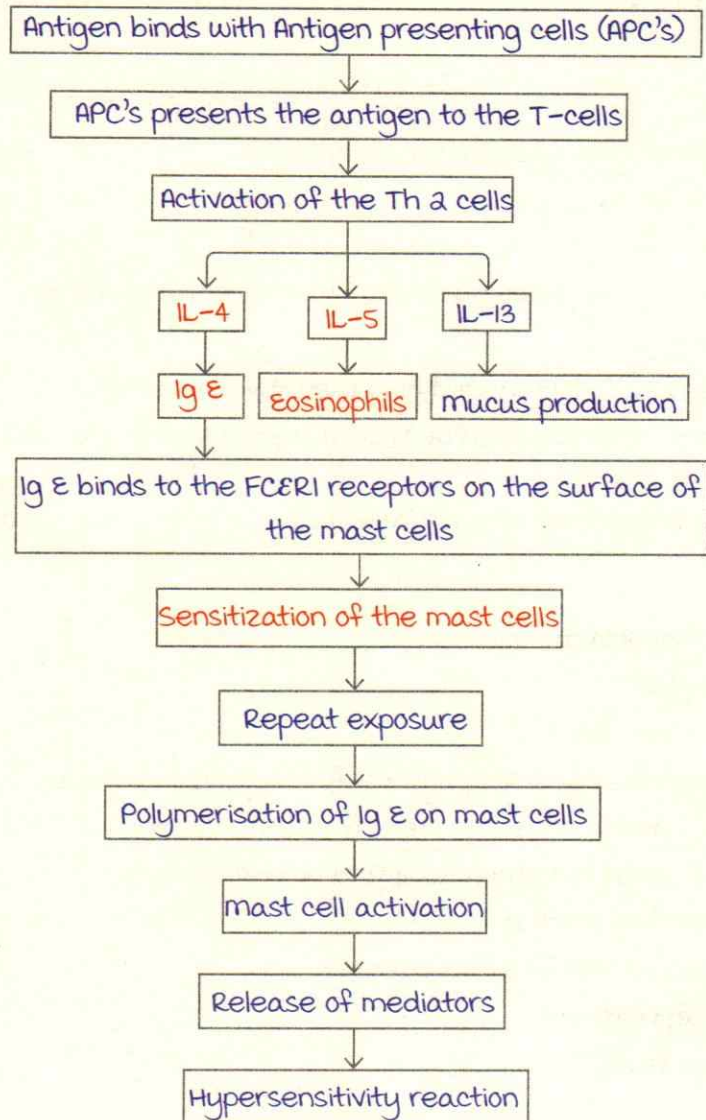 Antigen binds with Antigen presenting cells (APC's)
APC's presents the antigen to the T-cells
Activation of the Th 2 cells
IL-4
IL-5
IL-13
Ig E
Eosinophils
mucus production
Ig E binds to the FCERI receptors on the surface of
the mast cells
Sensitization of the mast cells
Repeat exposure
Polymerisation of Ig E on mast cells
mast cell activation
Release of mediators
Hypersensitivity reaction